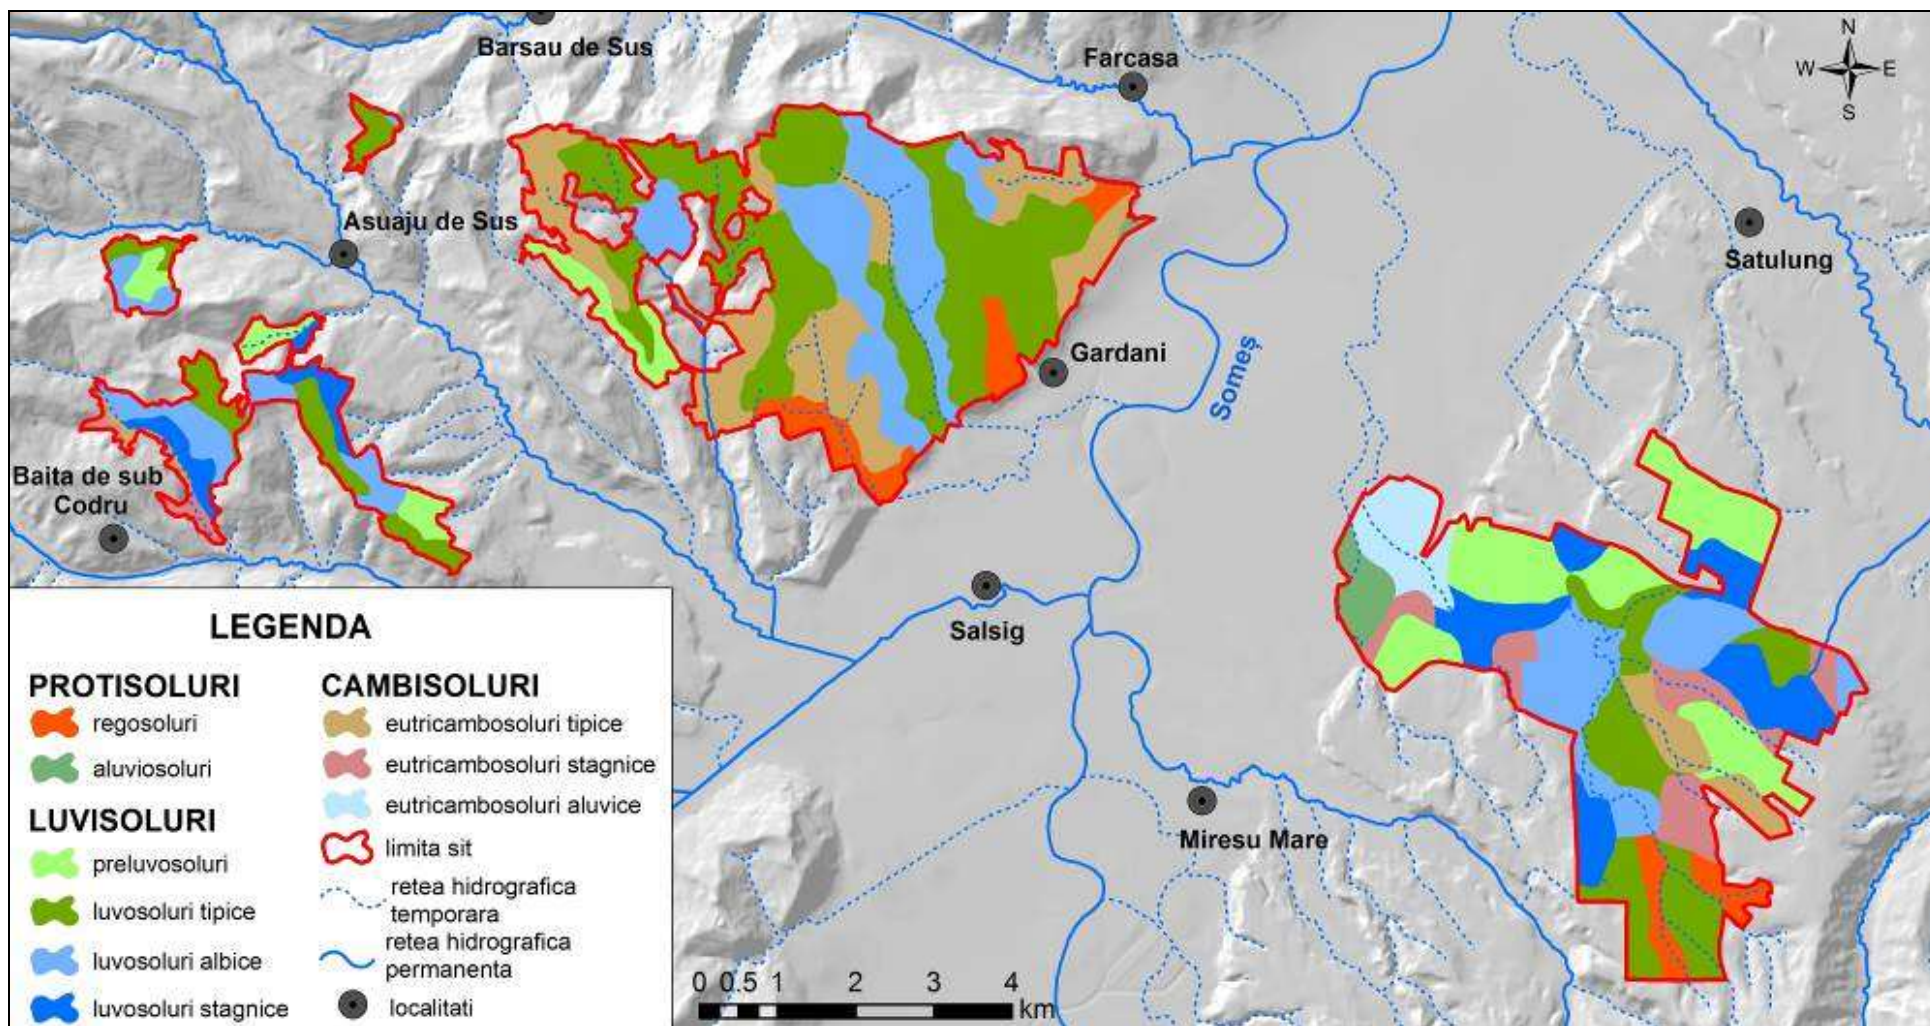 Barsau de Sus
Farcasa
N
W E
S
Asuaju de Sus
Satulung
Gardani
Someș
Baita de sub
Codru
Salsig
Miresu Mare
LEGENDA
PROTISOLURI
regosoluri
aluviosoluri
LUVISOLURI
preluvosoluri
luvosoluri tipice
luvosoluri albice
luvosoluri stagnice
CAMBISOLURI
eutricambosoluri tipice
eutricambosoluri stagnice
eutricambosoluri aluvice
limita sit
retea hidrografica
temporara
retea hidrografica
permanenta
localitati
0 0.5 1 2 3 4
km